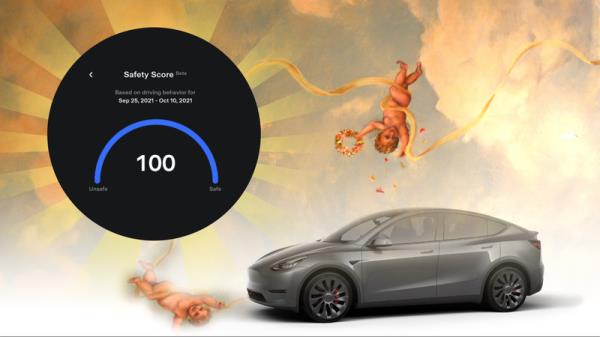 Safety Score Beta
Based on driving behavior for
Sep 25, 2021 - Oct 10, 2021
100
Unsafe Safe